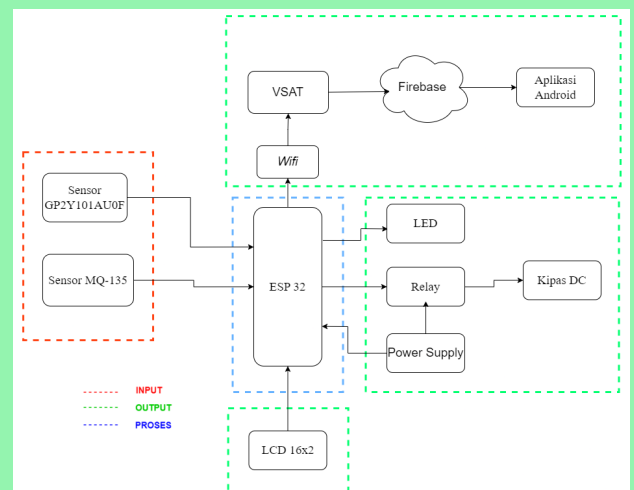 VSAT
Firebase
Aplikasi
Android
Wifi
Sensor
GP2Y101AU0F
Sensor MQ-135
ESP 32
LED
Relay
Kipas DC
Power Supply
LCD 16x2
INPUT
OUTPUT
PROSES